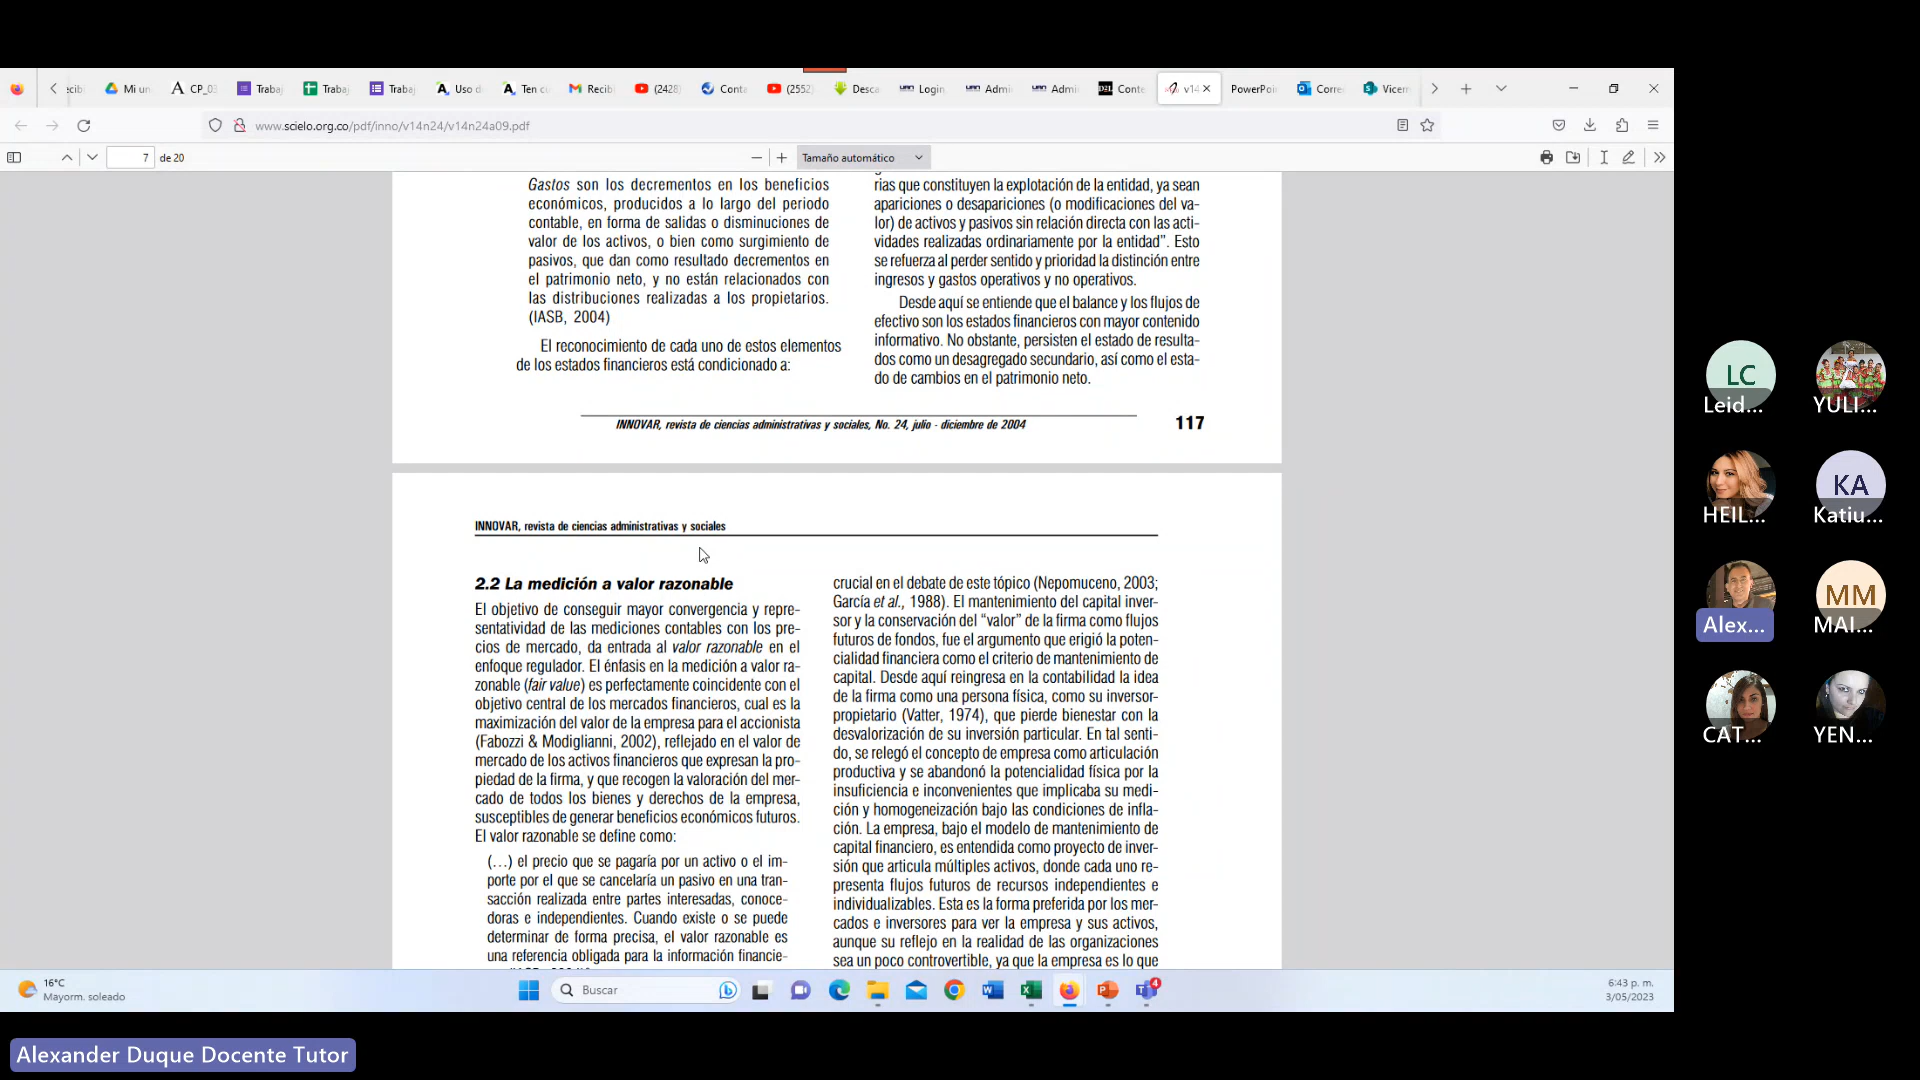 ecib
Mi un
CP_03
Traba
Traba
Traba
Uso d
Ten cu
Recib
(2428)
Conta
(2552)
Desca
Login
Admi
Admi
Conte
v14
PowerPoi
Corre
Vicerr
www.scielo.org.co/pdf/inno/v14n24/v14n24a09.pdf
7 de 20
Tamaño automático
Gastos son los decrementos en los beneficios
económicos, producidos a lo largo del periodo
contable, en forma de salidas o disminuciones de
valor de los activos, o bien como surgimiento de
pasivos, que dan como resultado decrementos en
el patrimonio neto, y no están relacionados con
las distribuciones realizadas a los propietarios.
(IASB, 2004)
El reconocimiento de cada uno de estos elementos
de los estados financieros está condicionado a:
rias que constituyen la explotación de la entidad, ya sean
apariciones o desapariciones (o modificaciones del va-
lor) de activos y pasivos sin relación directa con las acti-
vidades realizadas ordinariamente por la entidad”. Esto
se refuerza al perder sentido y prioridad la distinción entre
ingresos y gastos operativos y no operativos.
Desde aquí se entiende que el balance y los flujos de
efectivo son los estados financieros con mayor contenido
informativo. No obstante, persisten el estado de resulta-
dos como un desagregado secundario, así como el esta-
do de cambios en el patrimonio neto.
INNOVAR, revista de ciencias administrativas y sociales, No. 24, julio - diciembre de 2004
117
INNOVAR, revista de ciencias administrativas y sociales
2.2 La medición a valor razonable
El objetivo de conseguir mayor convergencia y repre-
sentatividad de las mediciones contables con los pre-
cios de mercado, da entrada al valor razonable en el
enfoque regulador. El énfasis en la medición a valor ra-
zonable (fair value) es perfectamente coincidente con el
objetivo central de los mercados financieros, cual es la
maximización del valor de la empresa para el accionista
(Fabozzi & Modiglianni, 2002), reflejado en el valor de
mercado de los activos financieros que expresan la pro-
piedad de la firma, y que recogen la valoración del mer-
cado de todos los bienes y derechos de la empresa,
susceptibles de generar beneficios económicos futuros.
El valor razonable se define como:
(…) el precio que se pagaría por un activo o el im-
porte por el que se cancelaría un pasivo en una tran-
sacción realizada entre partes interesadas, conoce-
doras e independientes. Cuando existe o se puede
determinar de forma precisa, el valor razonable es
una referencia obligada para la información financie-
crucial en el debate de este tópico (Nepomuceno, 2003;
García et al., 1988). El mantenimiento del capital inver-
sor y la conservación del “valor” de la firma como flujos
futuros de fondos, fue el argumento que erigió la poten-
cialidad financiera como el criterio de mantenimiento de
capital. Desde aquí reingresa en la contabilidad la idea
de la firma como una persona física, como su inversor-
propietario (Vatter, 1974), que pierde bienestar con la
desvalorización de su inversión particular. En tal senti-
do, se relegó el concepto de empresa como articulación
productiva y se abandonó la potencialidad física por la
insuficiencia e inconvenientes que implicaba su medi-
ción y homogeneización bajo las condiciones de infla-
ción. La empresa, bajo el modelo de mantenimiento de
capital financiero, es entendida como proyecto de inver-
sión que articula múltiples activos, donde cada uno re-
presenta flujos futuros de recursos independientes e
individualizables. Esta es la forma preferida por los mer-
cados e inversores para ver la empresa y sus activos,
aunque su reflejo en la realidad de las organizaciones
sea un poco controvertible, ya que la empresa es lo que
16°C
Mayorm. soleado
Buscar
4
6:43 p. m.
3/05/2023
LC
Leid...
YULI...
HEIL...
KA
Katiu...
Alex...
MM
MAI...
CAT...
YEN...
Alexander Duque Docente Tutor